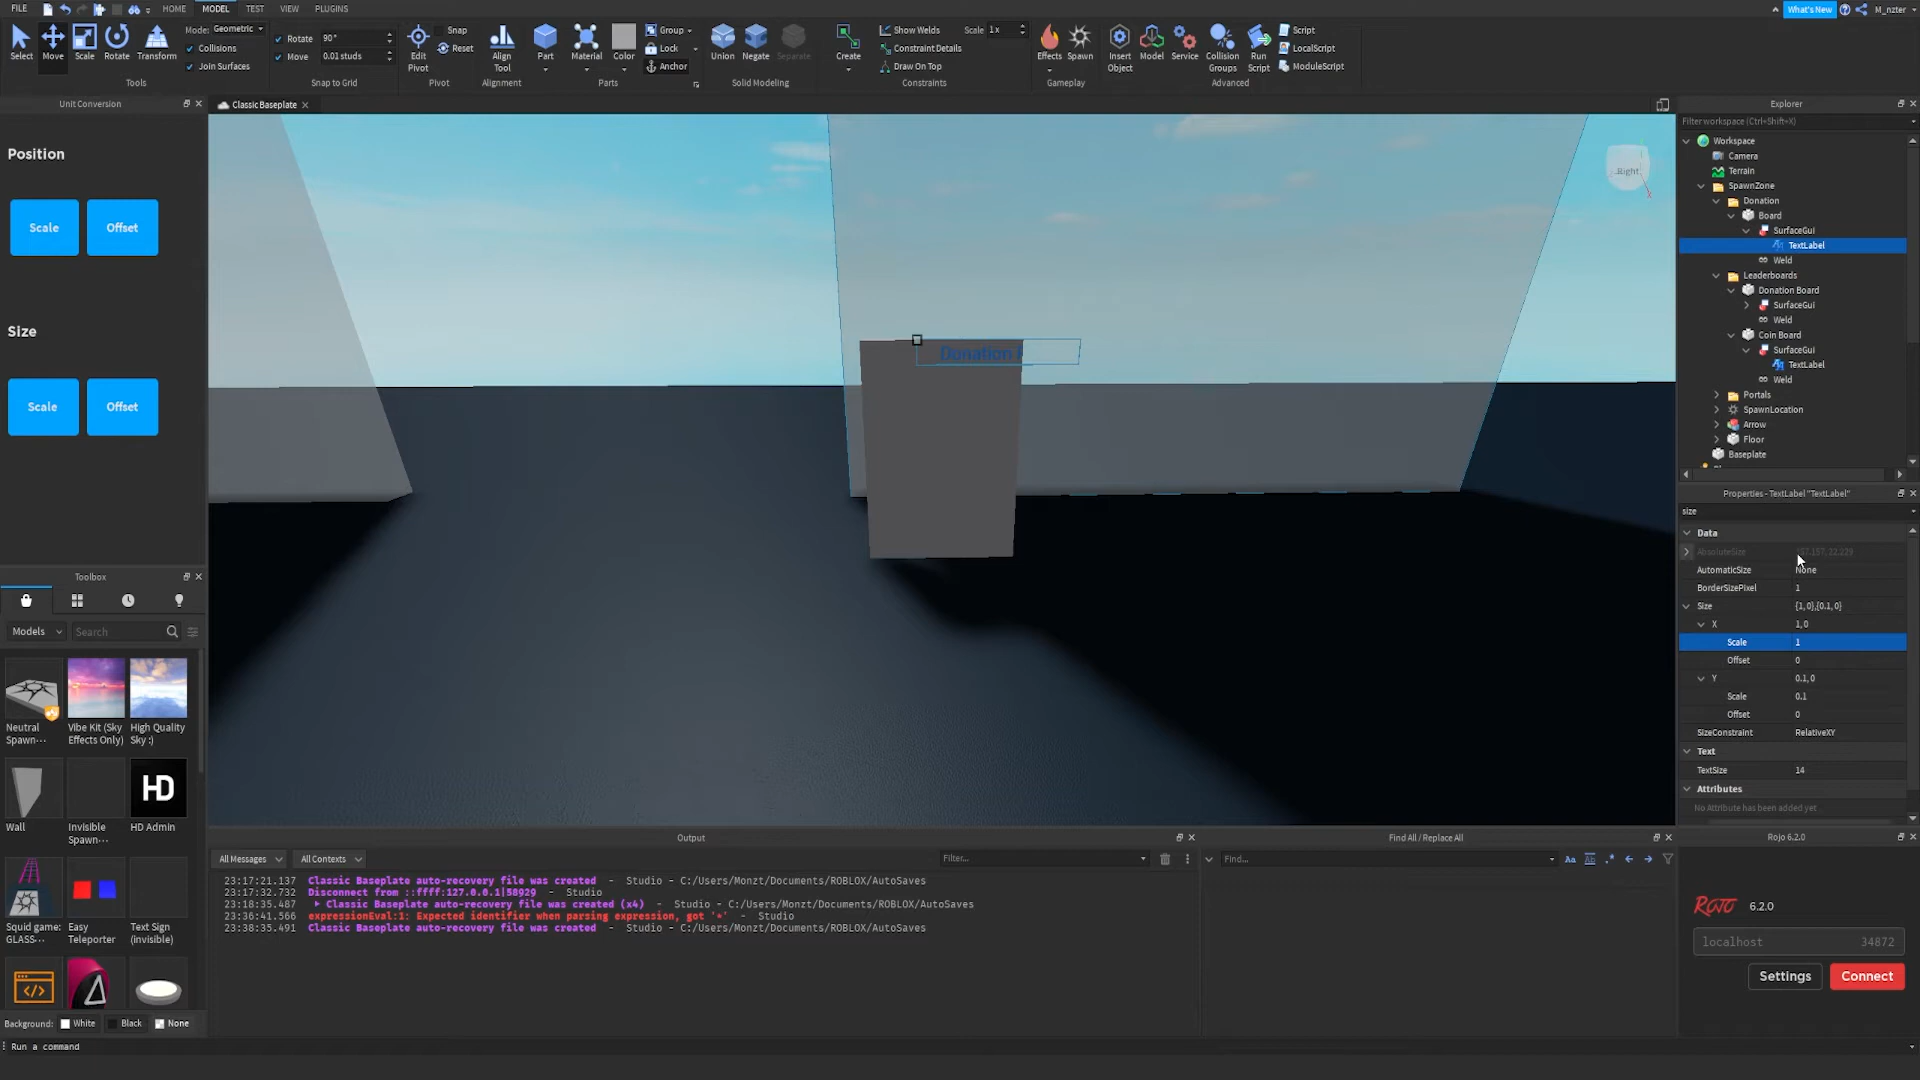 FILE HOME MODEL TEST VIEW PLUGINS What's New M_nzter
Select Move Scale Rotate Transform
Mode: Geometric
Collisions
Join Surfaces
Tools
Rotate 90°
Move 0.01 studs
Snap to Grid
Edit Pivot
Snap
Reset
Pivot
Align Tool
Alignment
Part Material Color
Group
Lock
Anchor
Parts
Union Negate Separate
Solid Modeling
Create
Show Welds Scale 1x
Constraint Details
Draw On Top
Constraints
Effects Spawn
Gameplay
Insert Object Model Service Collision Groups Run Script
Script
LocalScript
ModuleScript
Advanced
Unit Conversion
Position
Scale Offset
Size
Scale Offset
Toolbox
Models Search
Neutral Spawn···
Vibe Kit (Sky Effects Only)
High Quality Sky :)
Wall
Invisible Spawn···
HD
HD Admin
Squid game: GLASS···
Easy Teleporter
Text Sign (invisible)
Background: White Black None
Run a command
Classic Baseplate
Right
Donation
Output
All Messages All Contexts Filter...
23:17:21.137 Classic Baseplate auto-recovery file was created - Studio - C:/Users/Monzt/Documents/ROBLOX/AutoSaves
23:17:32.732 Disconnect from ::ffff:127.0.0.1|58929 - Studio
23:18:35.487 Classic Baseplate auto-recovery file was created (x4) - Studio - C:/Users/Monzt/Documents/ROBLOX/AutoSaves
23:36:41.566 expressionEval:1: Expected identifier when parsing expression, got '*' - Studio
23:38:35.491 Classic Baseplate auto-recovery file was created - Studio - C:/Users/Monzt/Documents/ROBLOX/AutoSaves
Find All / Replace All
Find...
Explorer
Filter workspace (Ctrl+Shift+X)
Workspace
Camera
Terrain
SpawnZone
Donation
Board
SurfaceGui
TextLabel
Weld
Leaderboards
Donation Board
SurfaceGui
Weld
Coin Board
SurfaceGui
TextLabel
Weld
Portals
SpawnLocation
Arrow
Floor
Baseplate
Properties - TextLabel "TextLabel"
size
Data
AbsoluteSize
AutomaticSize None
BorderSizePixel 1
Size {1, 0},{0.1, 0}
X 1, 0
Scale 1
Offset 0
Y 0.1, 0
Scale 0.1
Offset 0
SizeConstraint RelativeXY
Text
TextSize 14
Attributes
No Attribute has been added yet
Rojo 6.2.0
ROJO 6.2.0
localhost 34872
Settings Connect